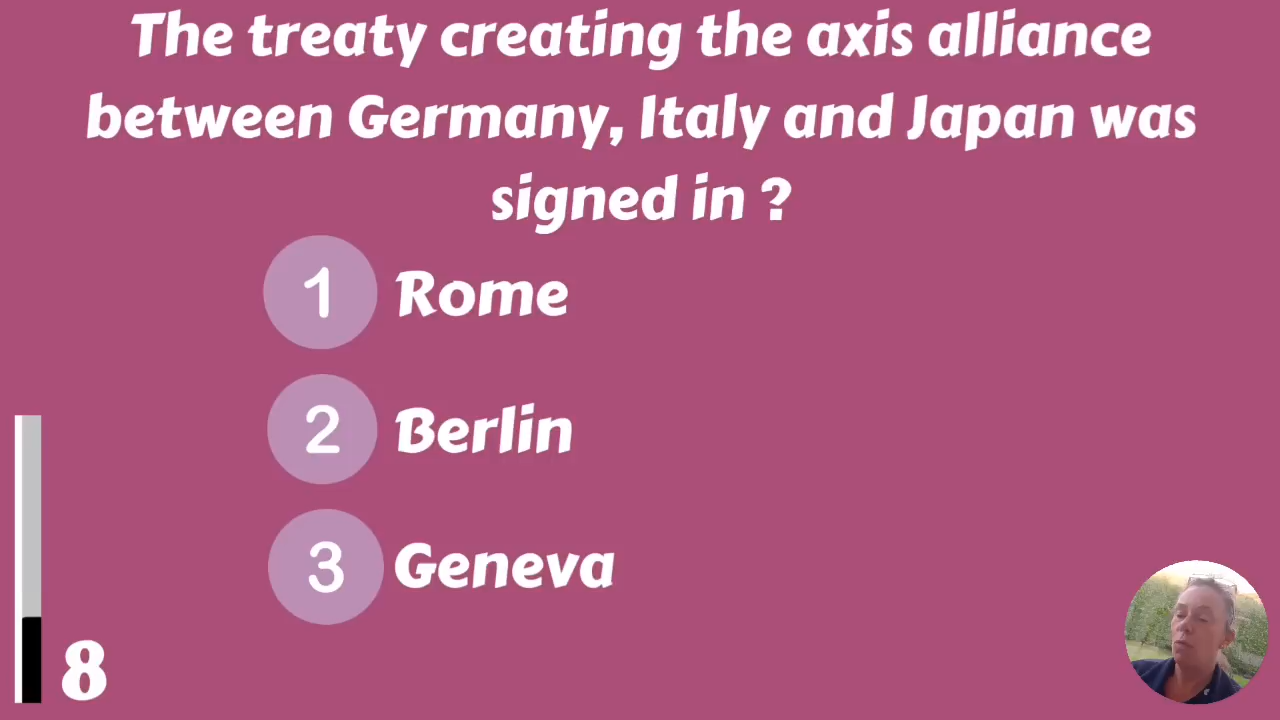 The treaty creating the axis alliance
between Germany, Italy and Japan was
signed in ?
1 Rome
2 Berlin
3 Geneva
8